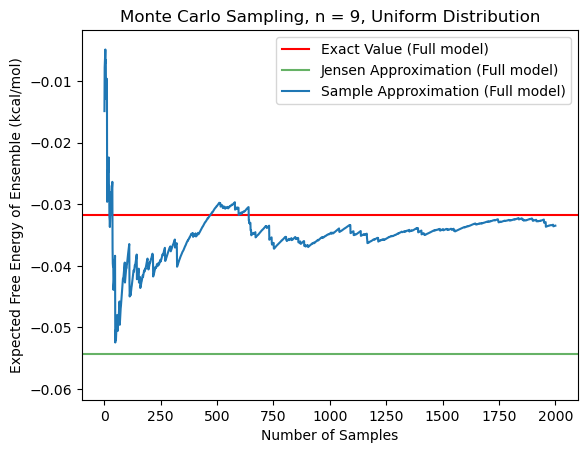 Monte Carlo Sampling, n = 9, Uniform Distribution
Exact Value (Full model)
Jensen Approximation (Full model)
Sample Approximation (Full model)
Expected Free Energy of Ensemble (kcal/mol)
−0.01
−0.02
−0.03
−0.04
−0.05
−0.06
0 250 500 750 1000 1250 1500 1750 2000
Number of Samples